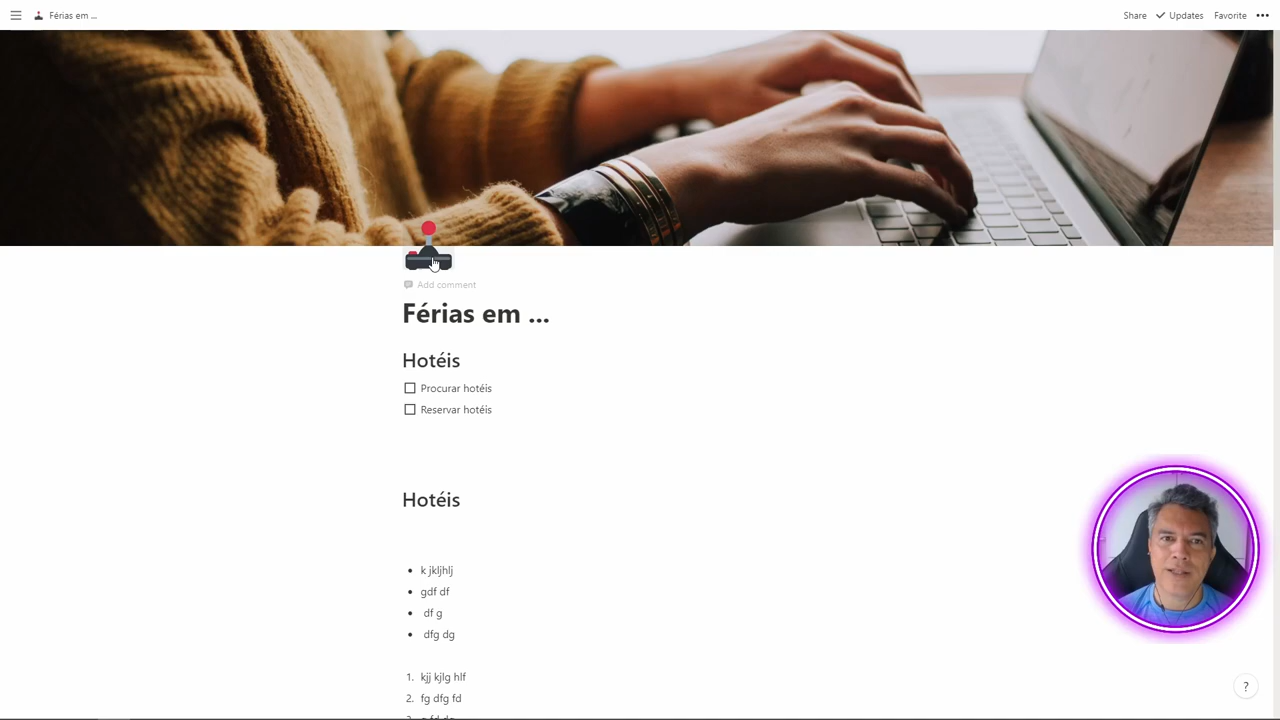 Férias em ...
Share
Updates
Favorite
Add comment
Férias em ...
Hotéis
Procurar hotéis
Reservar hotéis
Hotéis
k jkljhlj
gdf df
df g
dfg dg
1. kjj kjlg hlf
2. fg dfg fd
?